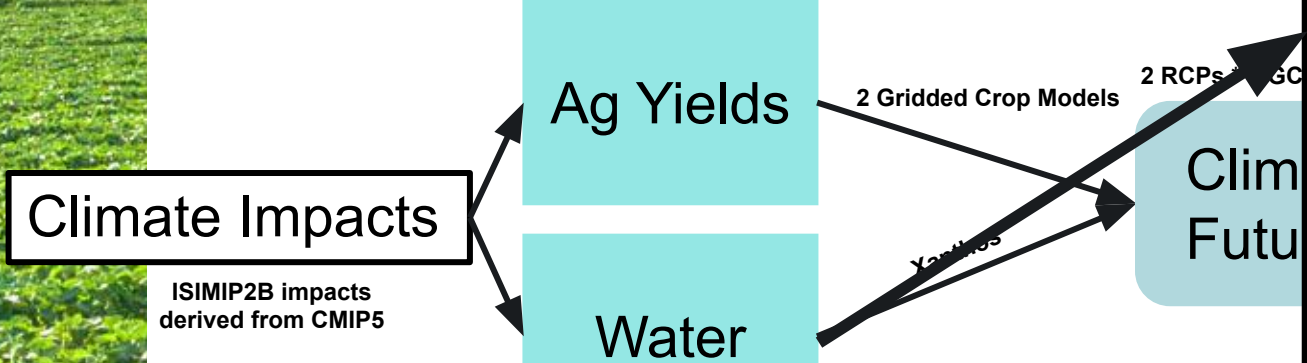 Ag Yields
2 Gridded Crop Models
2 RCPs
Climate Impacts
ISIMIP2B impacts
derived from CMIP5
Xanthos
Clim
Futu
Water